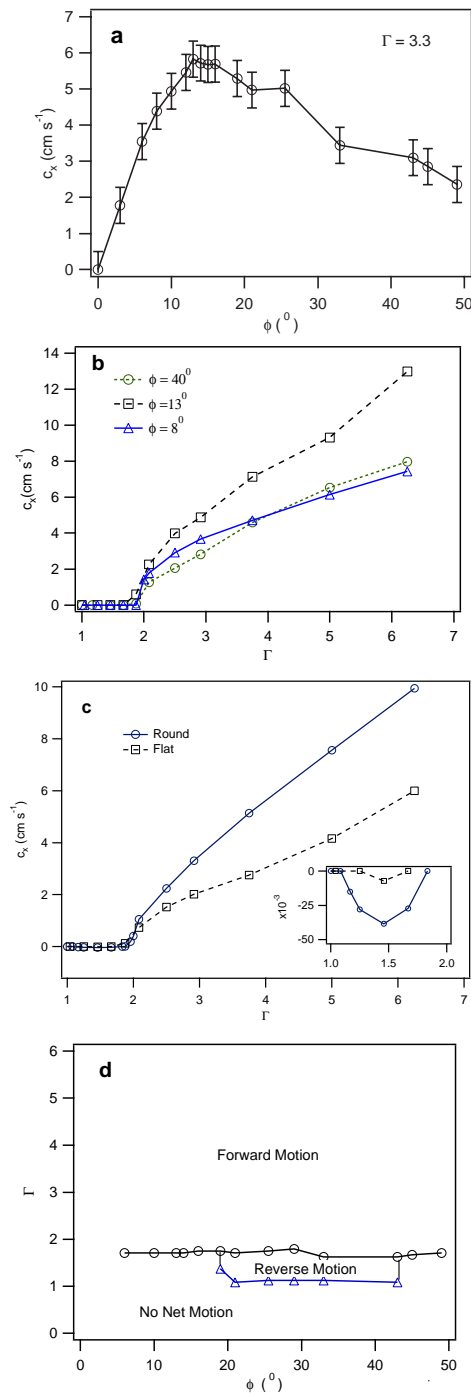 a
Γ = 3.3
7
6
5
4
3
2
1
0
cx (cm s-1)
0 10 20 30 40 50
ϕ ( 0)
b
ϕ = 40 0
ϕ =13 0
ϕ = 8 0
14
12
10
8
6
4
2
0
cx(cm s-1)
1 2 3 4 5 6 7
Γ
c
Round
Flat
10
8
6
4
2
0
cx (cm s-1)
x10-3
0
-25
-50
1.0 1.5 2.0
1 2 3 4 5 6 7
Γ
d
6
5
4
3
2
1
0
Γ
Forward Motion
Reverse Motion
No Net Motion
0 10 20 30 40 50
ϕ ( 0)